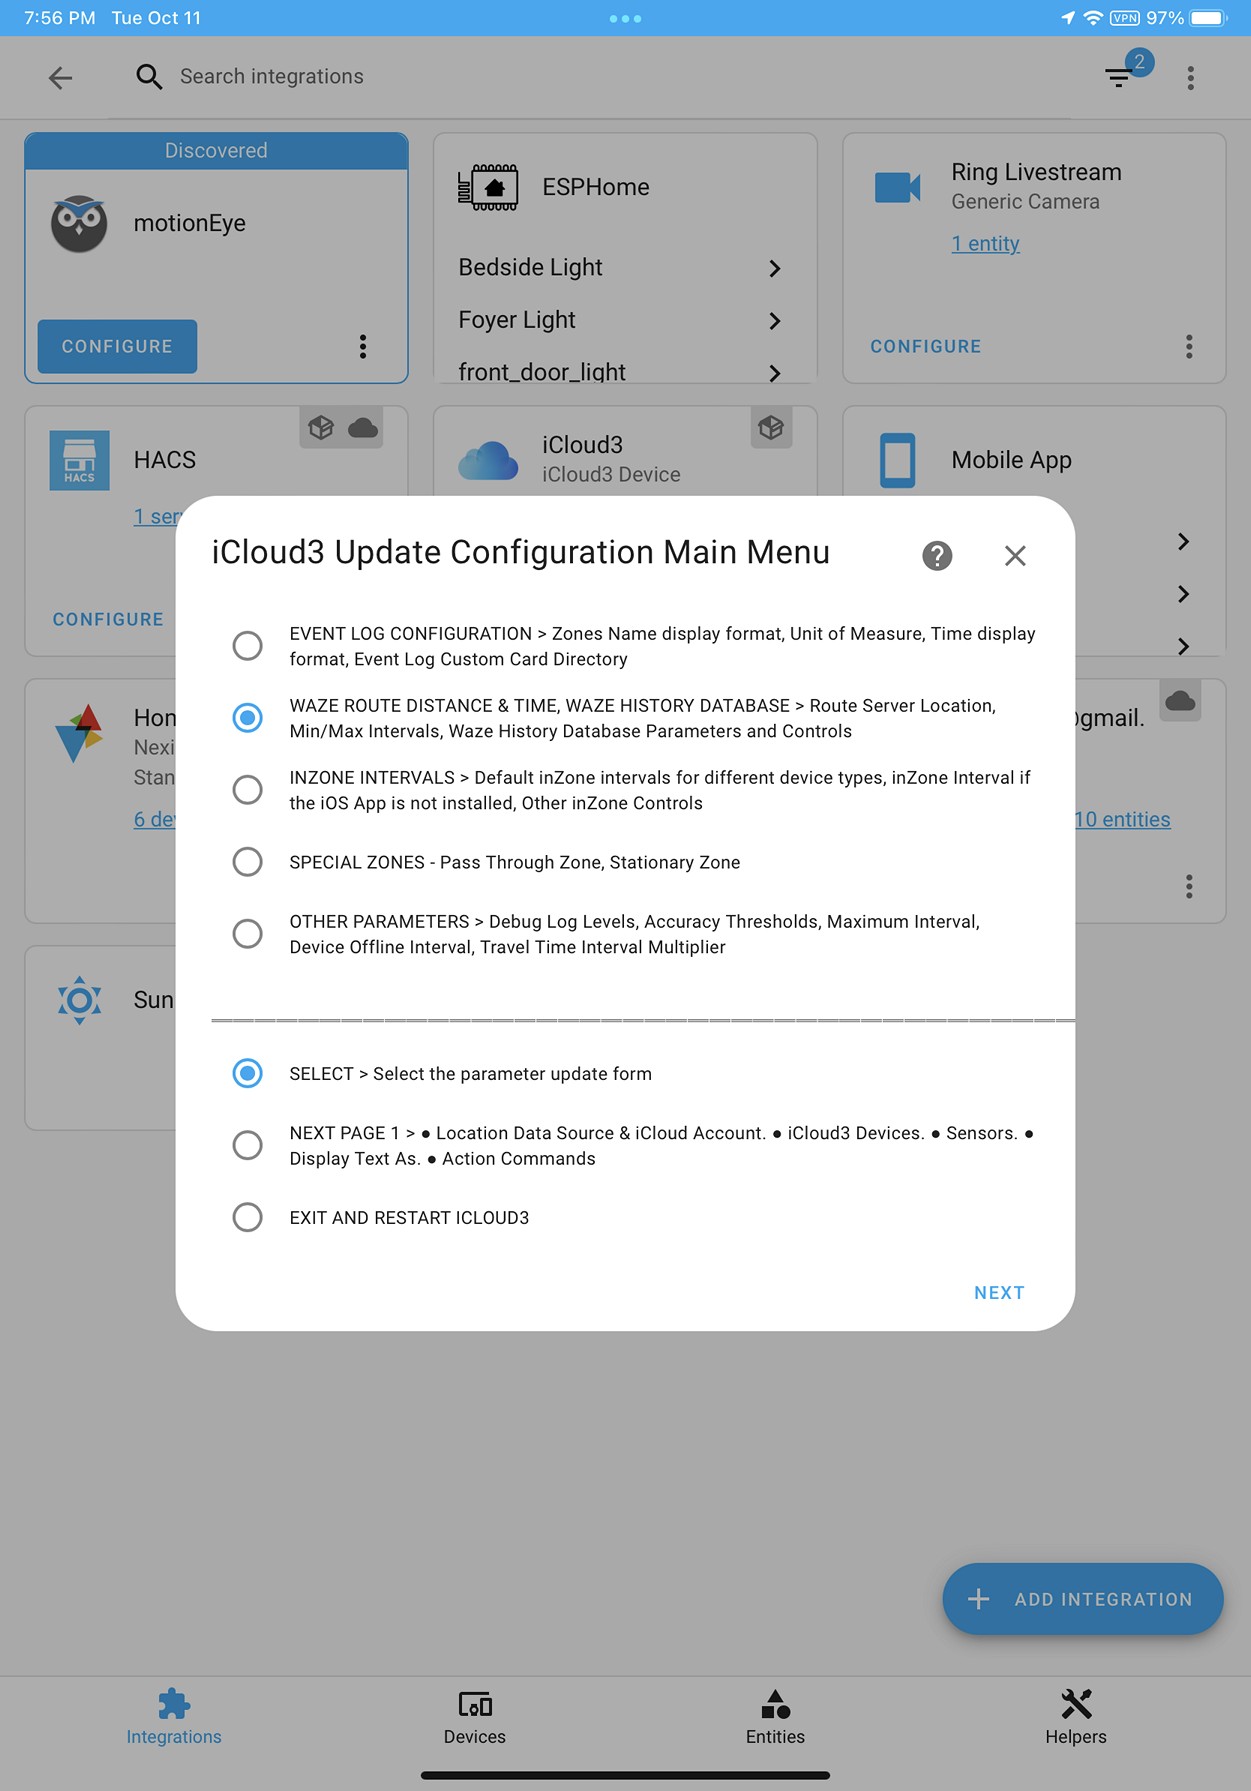 7:56 PM Tue Oct 11
VPN 97%
Search integrations
2
Discovered
motionEye
CONFIGURE
ESPHome
Bedside Light
Foyer Light
front_door_light
Ring Livestream
Generic Camera
1 entity
CONFIGURE
HACS
HACS
1 ser
CONFIGURE
iCloud3
iCloud3 Device
Mobile App
Hon
Nexi
Stan
6 dev
gmail.
10 entities
Sun
iCloud3 Update Configuration Main Menu
EVENT LOG CONFIGURATION > Zones Name display format, Unit of Measure, Time display
format, Event Log Custom Card Directory
WAZE ROUTE DISTANCE & TIME, WAZE HISTORY DATABASE > Route Server Location,
Min/Max Intervals, Waze History Database Parameters and Controls
INZONE INTERVALS > Default inZone intervals for different device types, inZone Interval if
the iOS App is not installed, Other inZone Controls
SPECIAL ZONES - Pass Through Zone, Stationary Zone
OTHER PARAMETERS > Debug Log Levels, Accuracy Thresholds, Maximum Interval,
Device Offline Interval, Travel Time Interval Multiplier
SELECT > Select the parameter update form
NEXT PAGE 1 > ● Location Data Source & iCloud Account. ● iCloud3 Devices. ● Sensors. ●
Display Text As. ● Action Commands
EXIT AND RESTART ICLOUD3
NEXT
ADD INTEGRATION
Integrations
Devices
Entities
Helpers